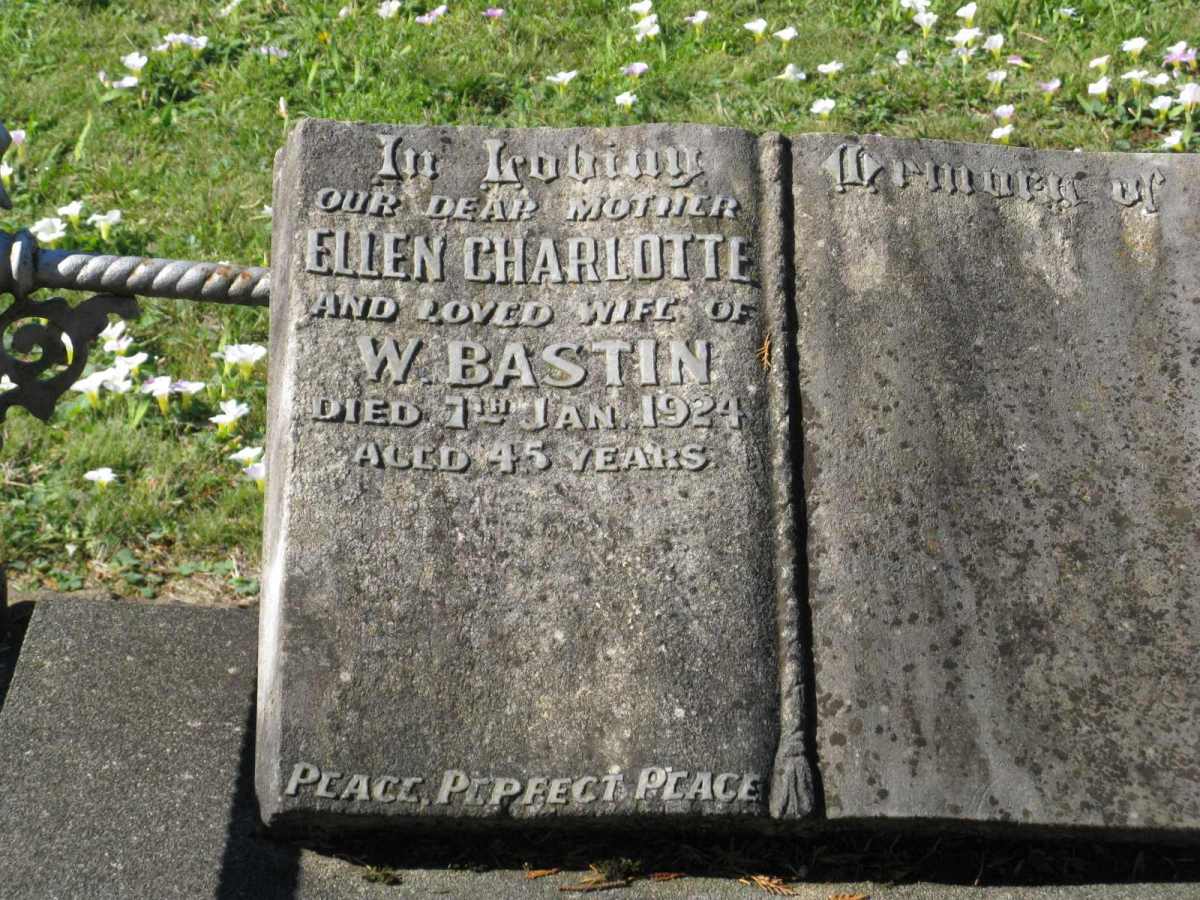 In Loving Memory of
OUR DEAR MOTHER
ELLEN CHARLOTTE
AND LOVED WIFE OF
W. BASTIN
DIED 7TH JAN. 1924
AGED 45 YEARS.
PEACE, PERFECT PEACE